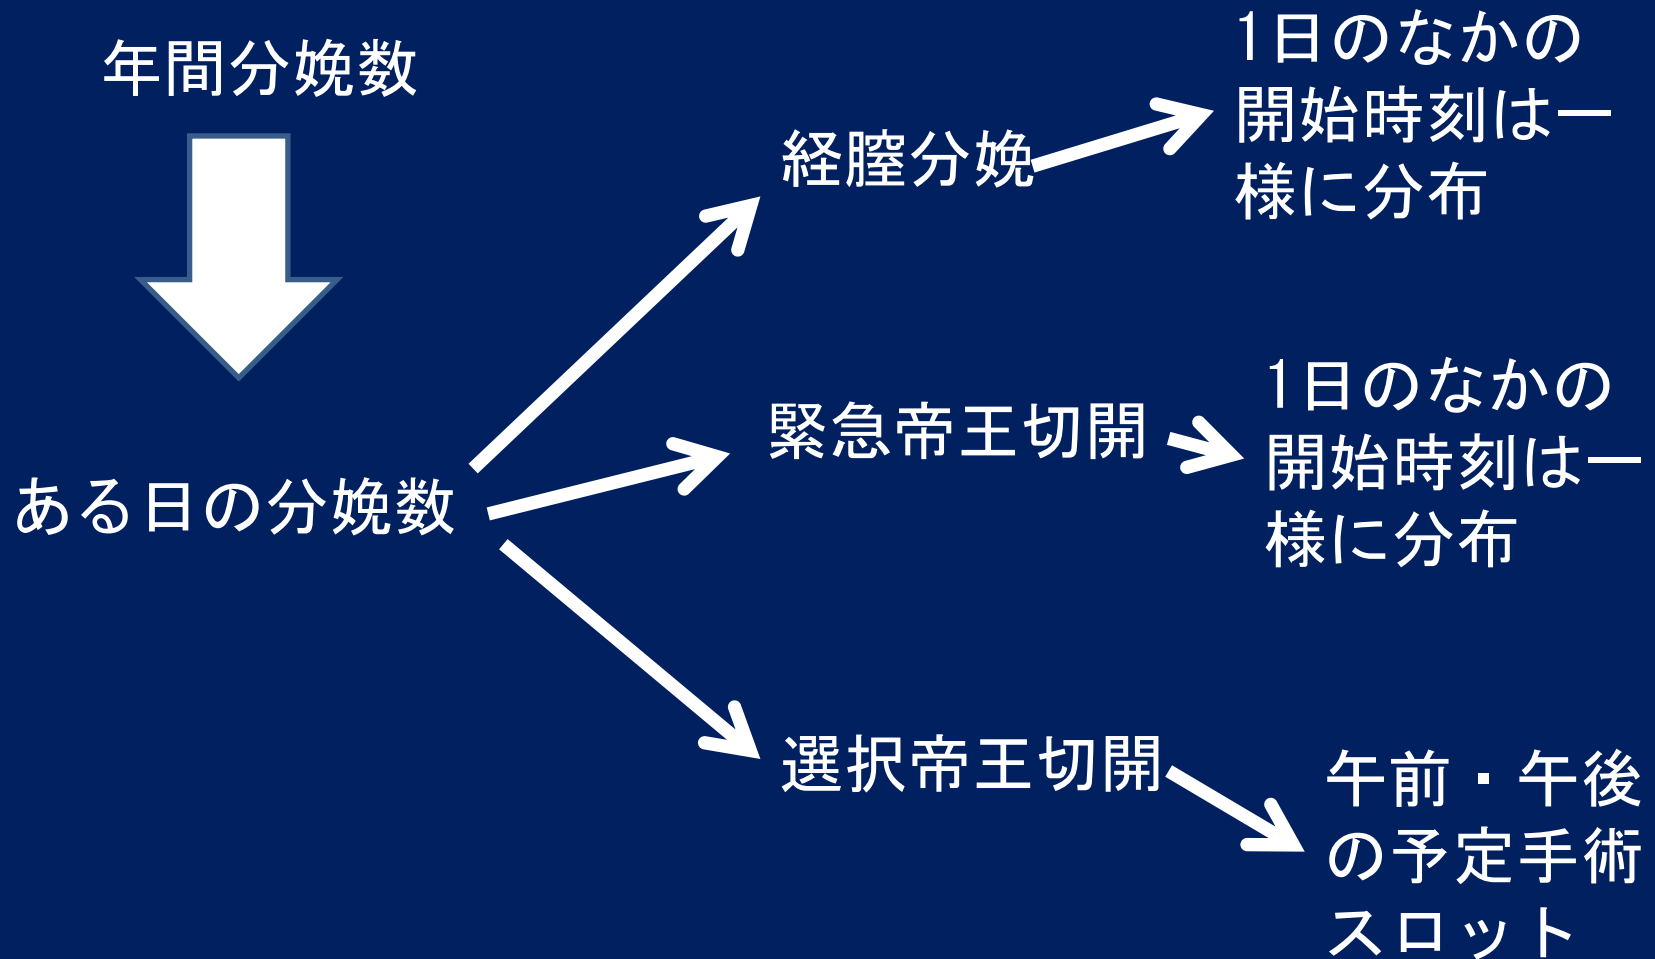 年間分娩数
ある日の分娩数
経膣分娩
1日のなかの
開始時刻は一
様に分布
緊急帝王切開
1日のなかの
開始時刻は一
様に分布
選択帝王切開
午前・午後
の予定手術
スロット